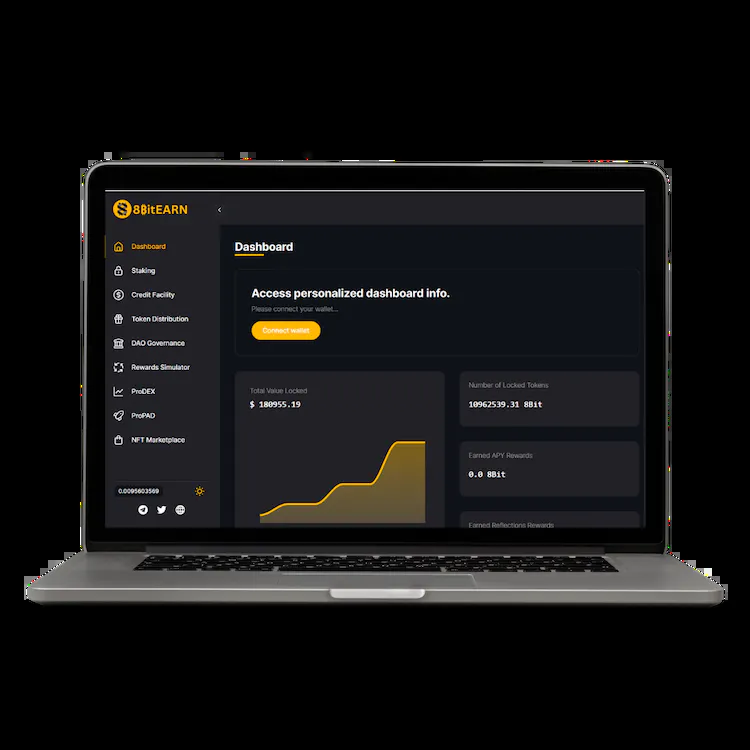 8₿itEARN
Dashboard
Staking
Credit Facility
Token Distribution
DAO Governance
Rewards Simulator
ProDEX
ProPAD
NFT Marketplace
0.0095603569
Dashboard
Access personalized dashboard info.
Please connect your wallet...
Connect wallet
Total Value Locked
$ 180955.19
Number of Locked Tokens
10962539.31 8Bit
Earned APY Rewards
0.0 8Bit
Earned Reflections Rewards